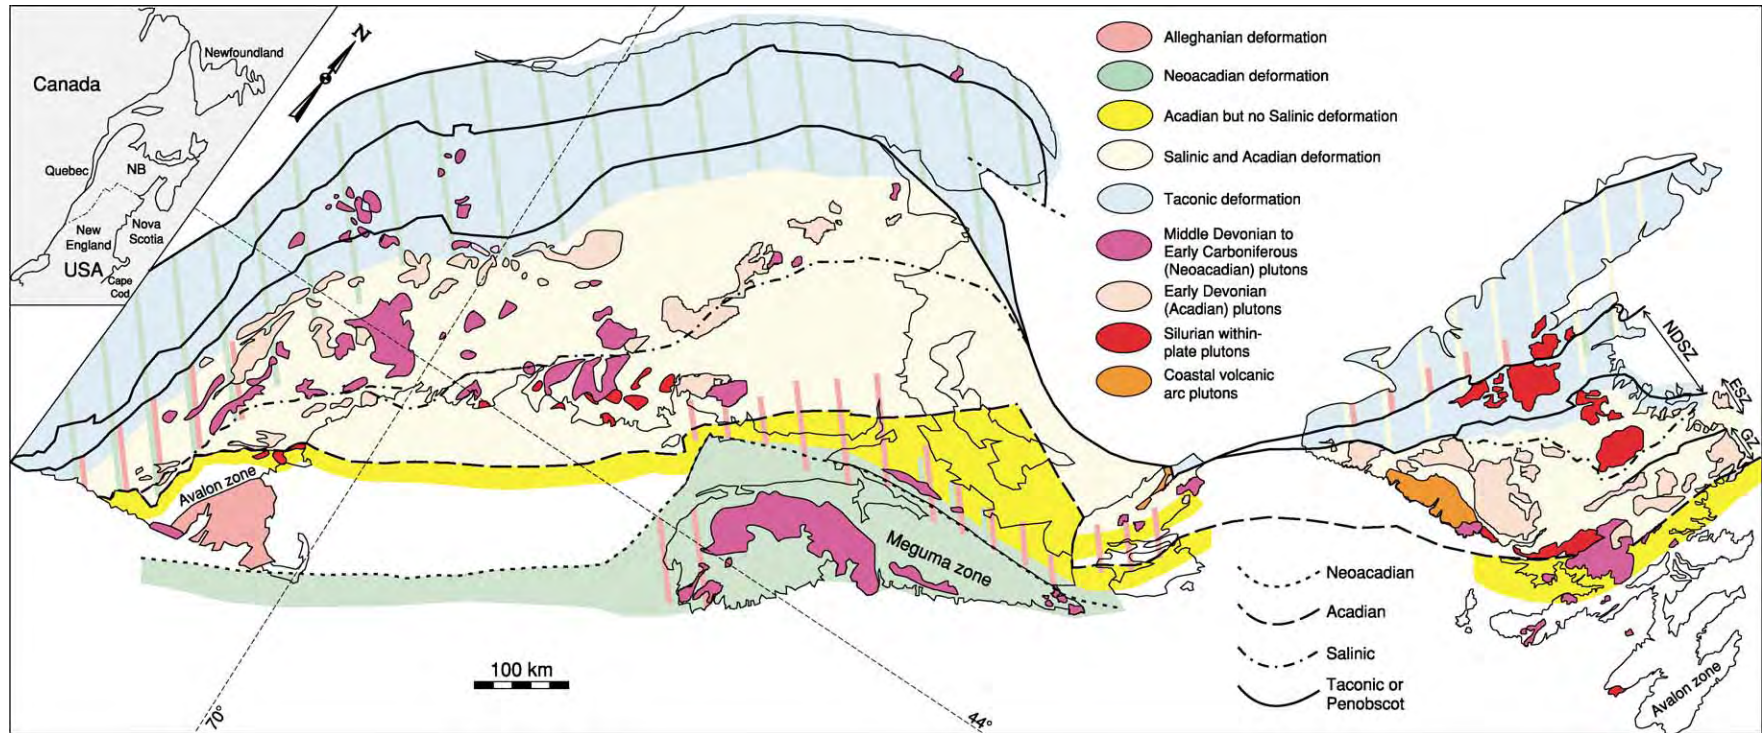 Newfoundland
Canada
Quebec
NB
Nova
Scotia
New
England
USA
Cape
Cod
N
Alleghanian deformation
Neoacadian deformation
Acadian but no Salinic deformation
Salinic and Acadian deformation
Taconic deformation
Middle Devonian to
Early Carboniferous
(Neoacadian) plutons
Early Devonian
(Acadian) plutons
Silurian within-
plate plutons
Coastal volcanic
arc plutons
NDSZ
ESZ
GZ
Avalon zone
Meguma zone
Neoacadian
Acadian
Salinic
Taconic or
Penobscot
100 km
70°
44°
Avalon zone